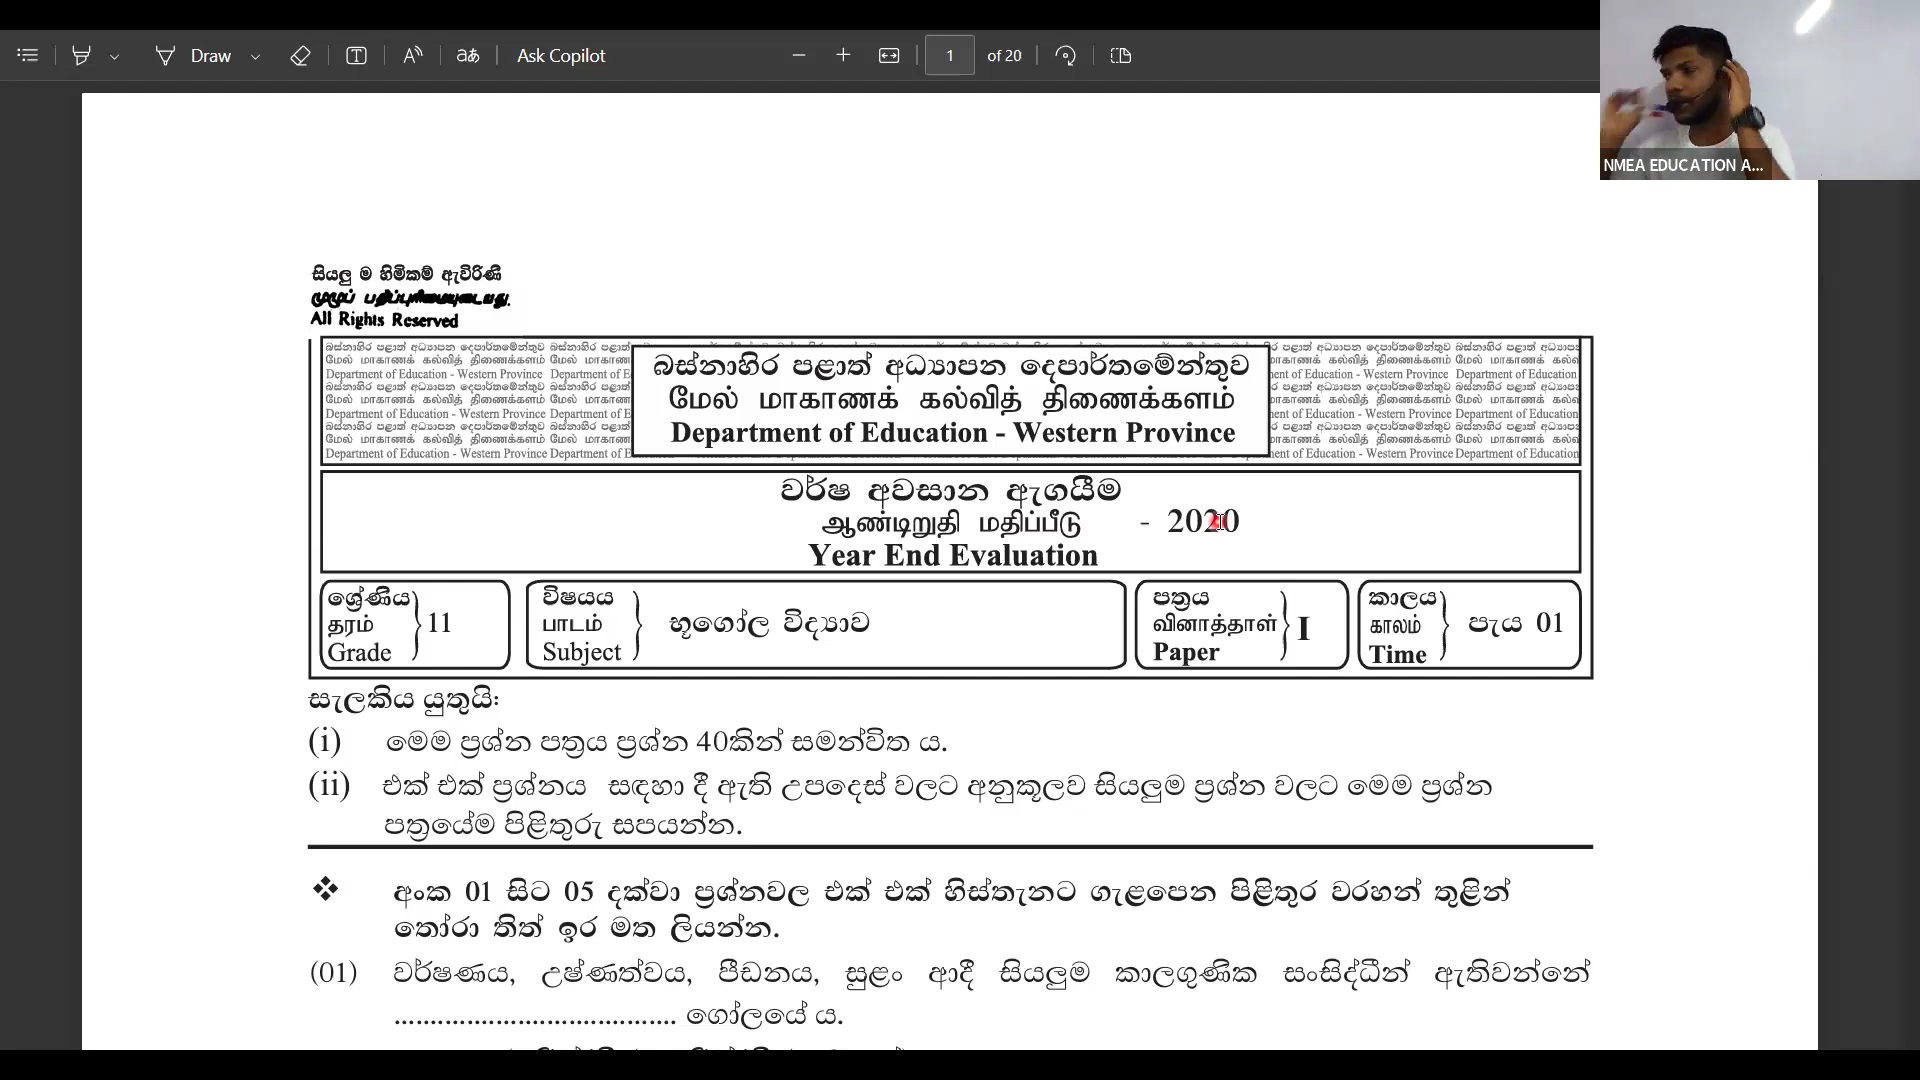 Draw
Ask Copilot
1 of 20
NMEA EDUCATION A...
සියලු ම හිමිකම් ඇවිරිණි
முழுப் பதிப்புரிமையுடையது.
All Rights Reserved
බස්නාහිර පළාත් අධ්‍යාපන දෙපාර්තමේන්තුව
மேல் மாகாணக் கல்வித் திணைக்களம்
Department of Education - Western Province
වර්ෂ අවසාන ඇගයීම
ஆண்டிறுதி மதிப்பீடு - 2020
Year End Evaluation
ශ්‍රේණිය
தரம் 11
Grade
විෂයය
பாடம் භූගෝල විද්‍යාව
Subject
පත්‍රය
வினாத்தாள் I
Paper
කාලය
காலம் පැය 01
Time
සැලකිය යුතුයි:
(i) මෙම ප්‍රශ්න පත්‍රය ප්‍රශ්න 40කින් සමන්විත ය.
(ii) එක් එක් ප්‍රශ්නය සඳහා දී ඇති උපදෙස් වලට අනුකූලව සියලුම ප්‍රශ්න වලට මෙම ප්‍රශ්න
පත්‍රයේම පිළිතුරු සපයන්න.
❖ අංක 01 සිට 05 දක්වා ප්‍රශ්නවල එක් එක් හිස්තැනට ගැළපෙන පිළිතුර වරහන් තුළින්
තෝරා තිත් ඉර මත ලියන්න.
(01) වර්ෂණය, උෂ්ණත්වය, පීඩනය, සුළං ආදී සියලුම කාලගුණික සංසිද්ධීන් ඇතිවන්නේ
....................................... ගෝලයේ ය.